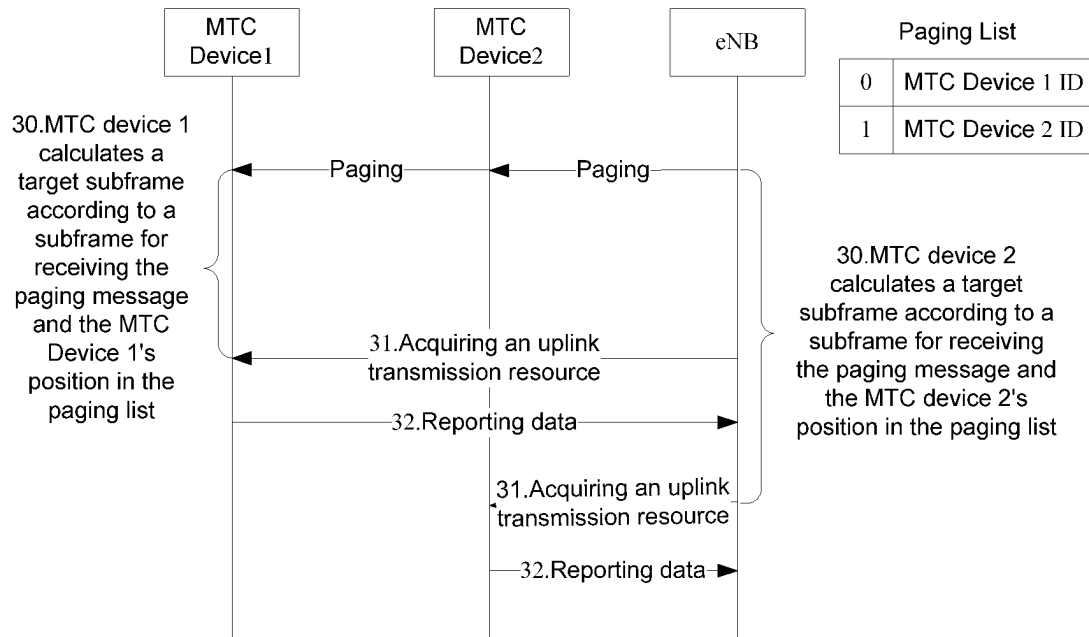 MTC
Device1
MTC
Device2
eNB
Paging List
0 MTC Device 1 ID
1 MTC Device 2 ID
30.MTC device 1
calculates a
target subframe
according to a
subframe for
receiving the
paging message
and the MTC
Device 1's
position in the
paging list
Paging
Paging
30.MTC device 2
calculates a target
subframe according to a
subframe for receiving
the paging message and
the MTC device 2's
position in the paging list
31.Acquiring an uplink
transmission resource
32.Reporting data
31.Acquiring an uplink
transmission resource
32.Reporting data